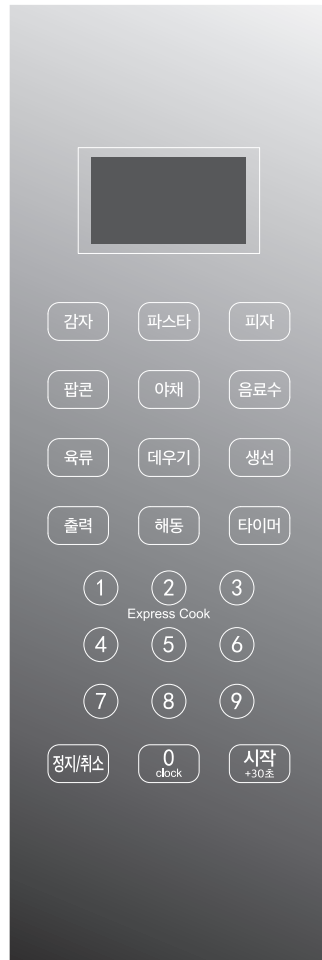 감자 파스타 피자
팝콘 야채 음료수
육류 데우기 생선
출력 해동 타이머
1 2 3
Express Cook
4 5 6
7 8 9
정지/취소 0 시작
clock +30초